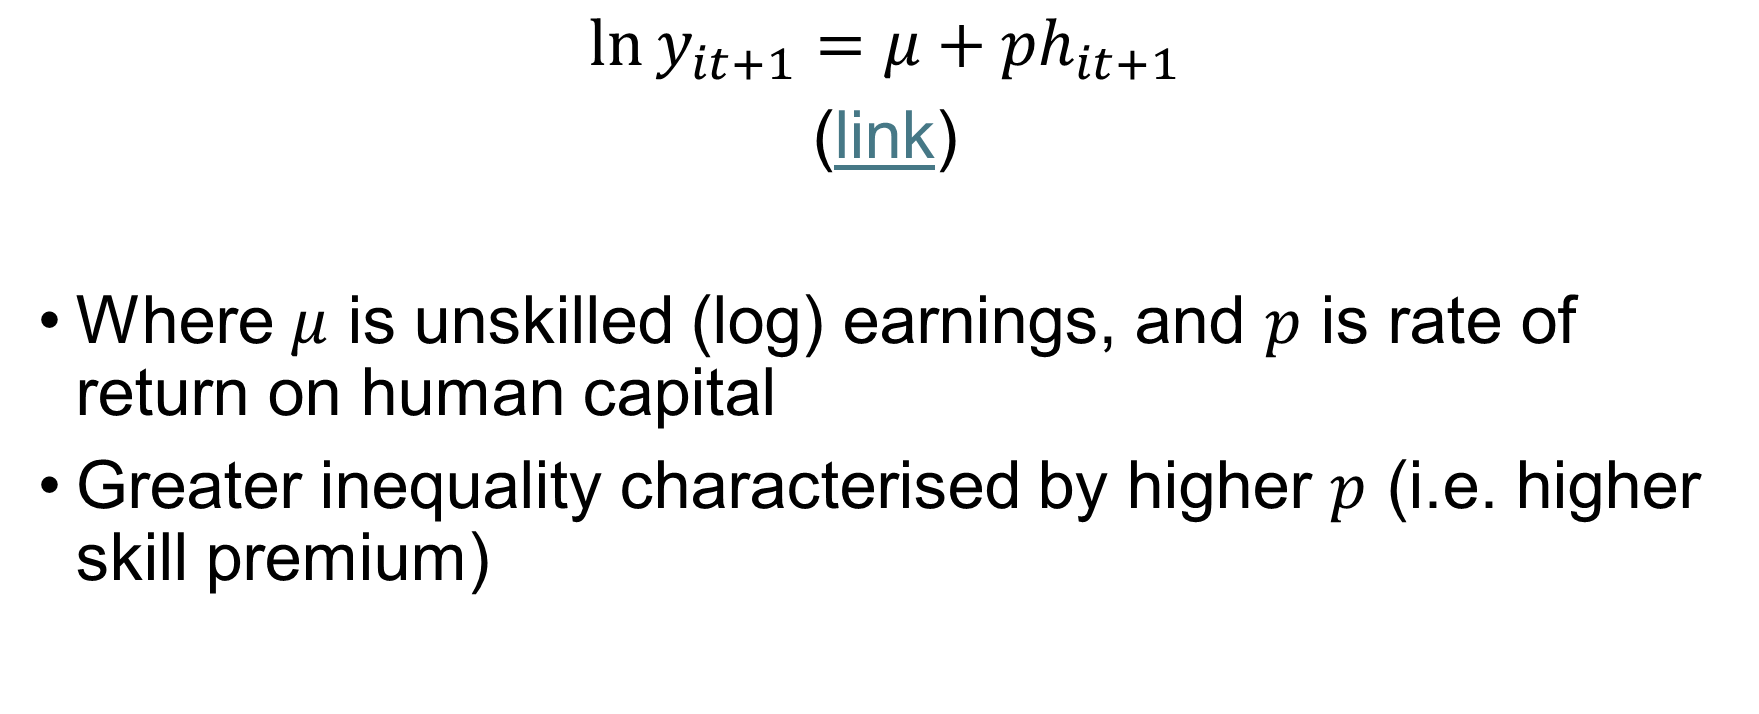 ln y_{it+1} = μ + ph_{it+1}
(link)
• Where μ is unskilled (log) earnings, and p is rate of
return on human capital
• Greater inequality characterised by higher p (i.e. higher
skill premium)